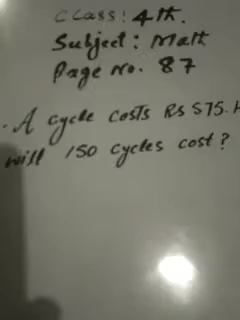 Class: 4th.
Subject: Math
Page No. 87
. A cycle costs Rs 575.
will 150 cycles cost?